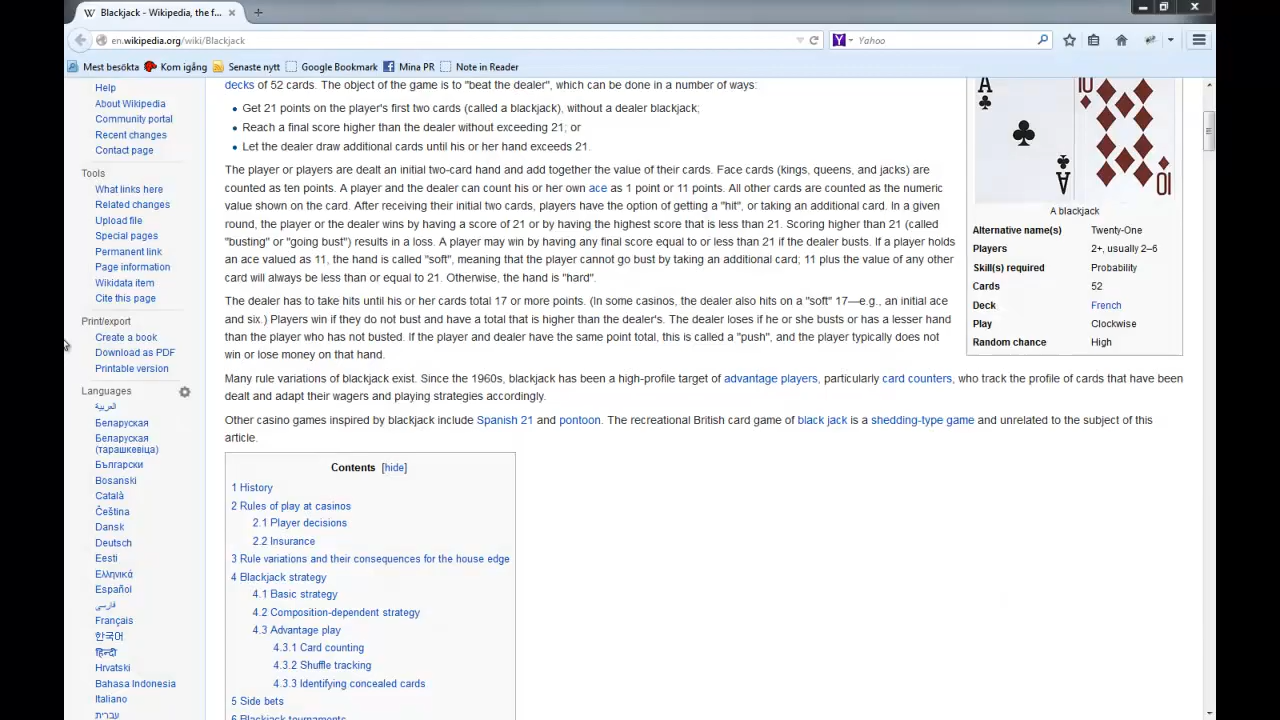 Blackjack - Wikipedia, the f...
en.wikipedia.org/wiki/Blackjack
Yahoo
Mest besökta
Kom igång
Senaste nytt
Google Bookmark
Mina PR
Note in Reader
Help
About Wikipedia
Community portal
Recent changes
Contact page
Tools
What links here
Related changes
Upload file
Special pages
Permanent link
Page information
Wikidata item
Cite this page
Print/export
Create a book
Download as PDF
Printable version
Languages
العربية
Беларуская
Беларуская
(тарашкевіца)
Български
Bosanski
Català
Čeština
Dansk
Deutsch
Eesti
Ελληνικά
Español
فارسی
Français
한국어
हिन्दी
Hrvatski
Bahasa Indonesia
Italiano
עברית
decks of 52 cards. The object of the game is to "beat the dealer", which can be done in a number of ways:
Get 21 points on the player's first two cards (called a blackjack), without a dealer blackjack;
Reach a final score higher than the dealer without exceeding 21; or
Let the dealer draw additional cards until his or her hand exceeds 21.
The player or players are dealt an initial two-card hand and add together the value of their cards. Face cards (kings, queens, and jacks) are
counted as ten points. A player and the dealer can count his or her own ace as 1 point or 11 points. All other cards are counted as the numeric
value shown on the card. After receiving their initial two cards, players have the option of getting a "hit", or taking an additional card. In a given
round, the player or the dealer wins by having a score of 21 or by having the highest score that is less than 21. Scoring higher than 21 (called
"busting" or "going bust") results in a loss. A player may win by having any final score equal to or less than 21 if the dealer busts. If a player holds
an ace valued as 11, the hand is called "soft", meaning that the player cannot go bust by taking an additional card; 11 plus the value of any other
card will always be less than or equal to 21. Otherwise, the hand is "hard".
The dealer has to take hits until his or her cards total 17 or more points. (In some casinos, the dealer also hits on a "soft" 17—e.g., an initial ace
and six.) Players win if they do not bust and have a total that is higher than the dealer's. The dealer loses if he or she busts or has a lesser hand
than the player who has not busted. If the player and dealer have the same point total, this is called a "push", and the player typically does not
win or lose money on that hand.
Many rule variations of blackjack exist. Since the 1960s, blackjack has been a high-profile target of advantage players, particularly card counters, who track the profile of cards that have been
dealt and adapt their wagers and playing strategies accordingly.
Other casino games inspired by blackjack include Spanish 21 and pontoon. The recreational British card game of black jack is a shedding-type game and unrelated to the subject of this
article.
Contents [hide]
1 History
2 Rules of play at casinos
2.1 Player decisions
2.2 Insurance
3 Rule variations and their consequences for the house edge
4 Blackjack strategy
4.1 Basic strategy
4.2 Composition-dependent strategy
4.3 Advantage play
4.3.1 Card counting
4.3.2 Shuffle tracking
4.3.3 Identifying concealed cards
5 Side bets
6 Blackjack tournaments
A
10
A
10
A blackjack
Alternative name(s) Twenty-One
Players 2+, usually 2–6
Skill(s) required Probability
Cards 52
Deck French
Play Clockwise
Random chance High